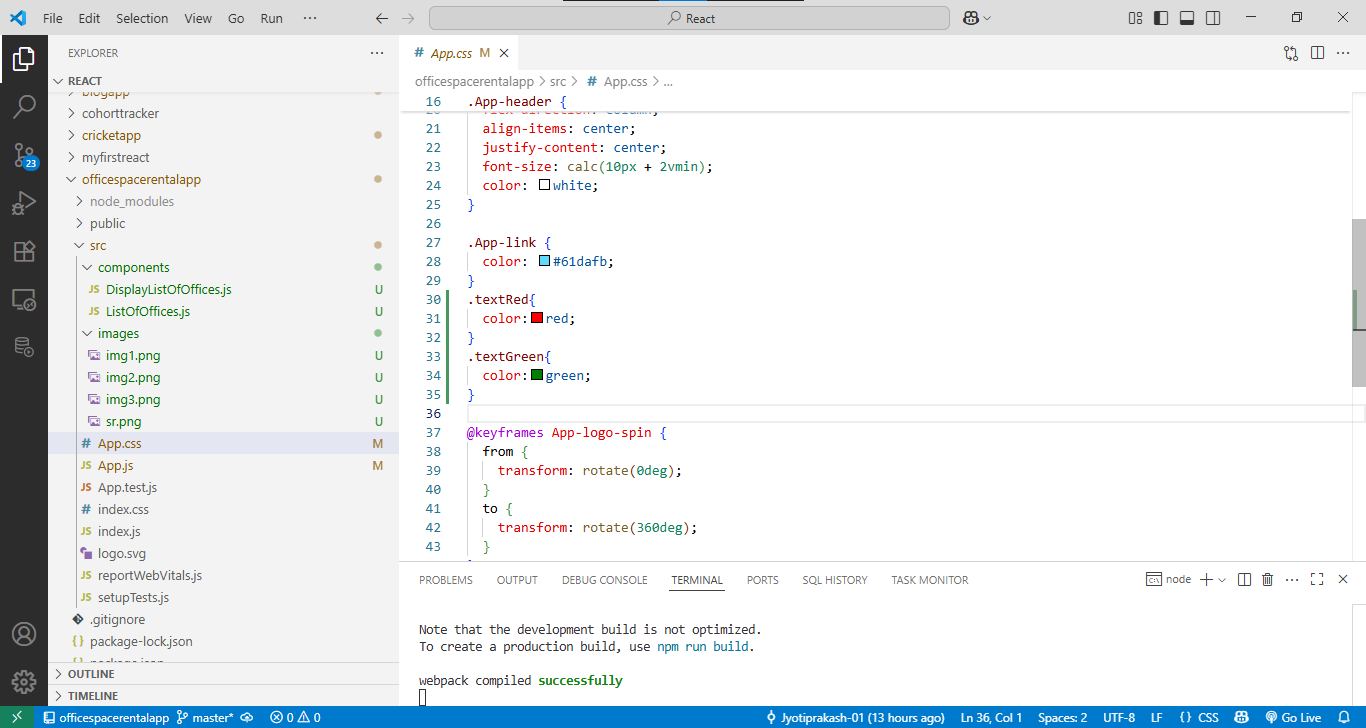 File Edit Selection View Go Run ··· React
EXPLORER ···
REACT
blogapp
cohorttracker
cricketapp
myfirstreact
officespacerentalapp
node_modules
public
src
components
JS DisplayListOfOffices.js U
JS ListOfOffices.js U
images
img1.png U
img2.png U
img3.png U
sr.png U
# App.css M
JS App.js M
JS App.test.js
# index.css
JS index.js
logo.svg
JS reportWebVitals.js
JS setupTests.js
.gitignore
{} package-lock.json
{} package.json
OUTLINE
TIMELINE
23
# App.css M
officespacerentalapp > src > # App.css > ...
16 .App-header {
20 flex-direction: column;
21 align-items: center;
22 justify-content: center;
23 font-size: calc(10px + 2vmin);
24 color: white;
25 }
26
27 .App-link {
28 color: #61dafb;
29 }
30 .textRed{
31 color:red;
32 }
33 .textGreen{
34 color:green;
35 }
36
37 @keyframes App-logo-spin {
38 from {
39 transform: rotate(0deg);
40 }
41 to {
42 transform: rotate(360deg);
43 }
PROBLEMS OUTPUT DEBUG CONSOLE TERMINAL PORTS SQL HISTORY TASK MONITOR node
Note that the development build is not optimized.
To create a production build, use npm run build.
webpack compiled successfully
officespacerentalapp master* 0 0 Jyotiprakash-01 (13 hours ago) Ln 36, Col 1 Spaces: 2 UTF-8 LF {} CSS Go Live